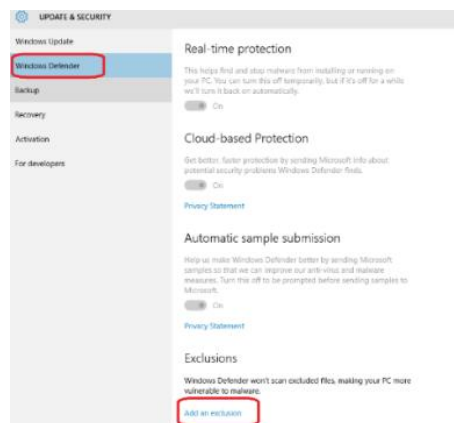 UPDATE & SECURITY
Windows Update
Windows Defender
Backup
Recovery
Activation
For developers
Real-time protection
This helps find and stop malware from installing or running on
your PC. You can turn this off temporarily, but if it's off for a while
we'll turn it back on automatically.
On
Cloud-based Protection
Get better, faster protection by sending Microsoft info about
potential security problems Windows Defender finds.
On
Privacy Statement
Automatic sample submission
Help us make Windows Defender better by sending Microsoft
samples so that we can improve our anti-virus and malware
measures. Turn this off to be prompted before sending samples to
Microsoft.
On
Privacy Statement
Exclusions
Windows Defender won't scan excluded files, making your PC more
vulnerable to malware.
Add an exclusion